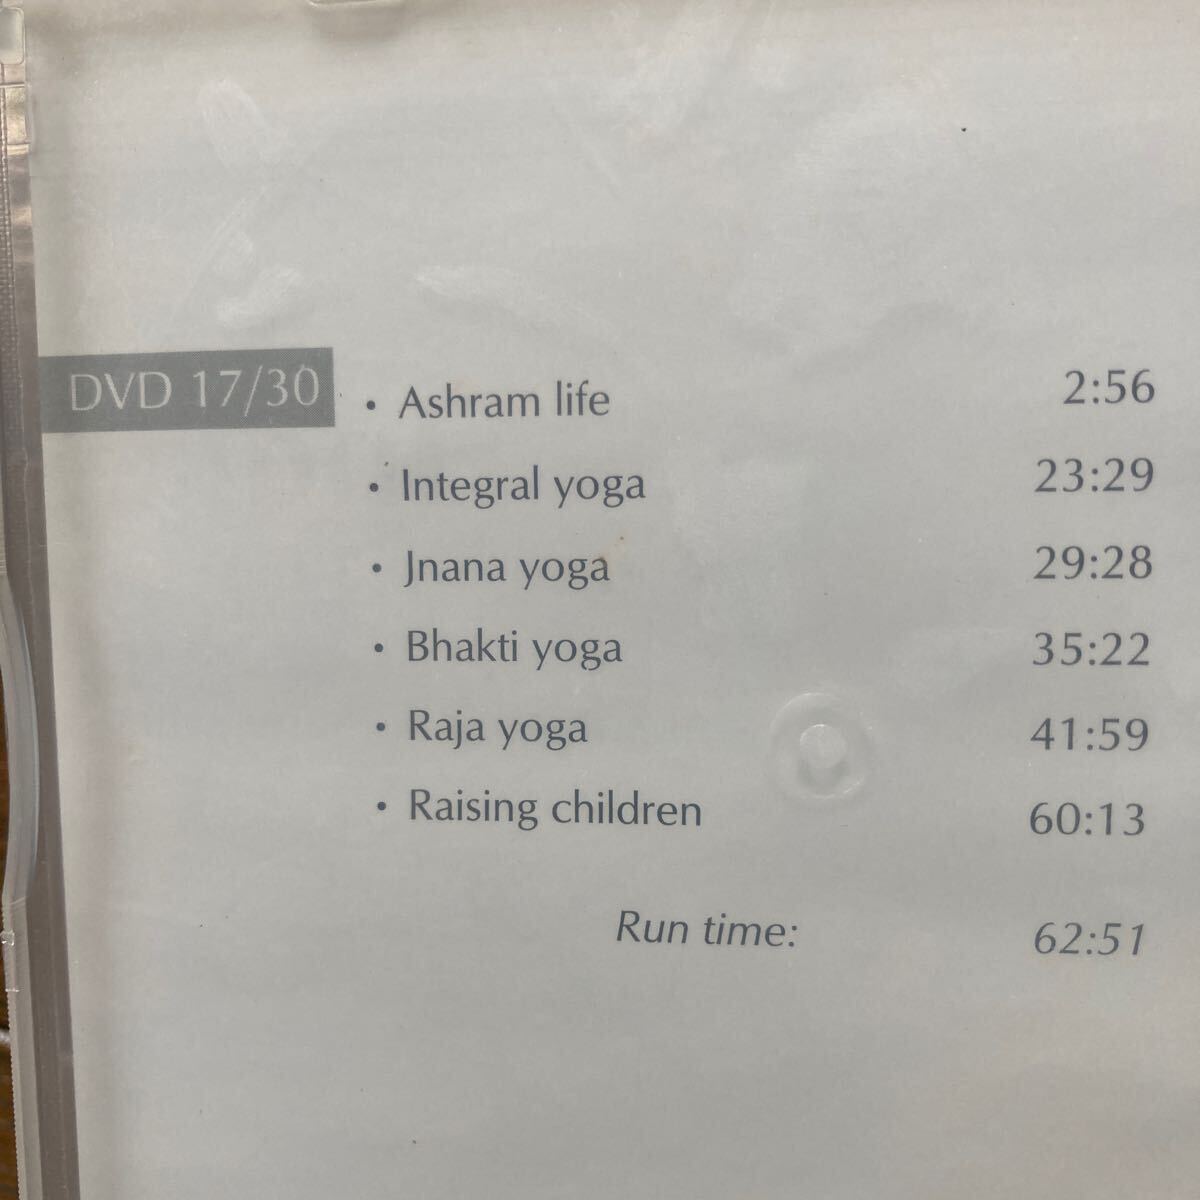 DVD 17/30 • Ashram life 2:56
• Integral yoga 23:29
• Jnana yoga 29:28
• Bhakti yoga 35:22
• Raja yoga 41:59
• Raising children 60:13
Run time: 62:51